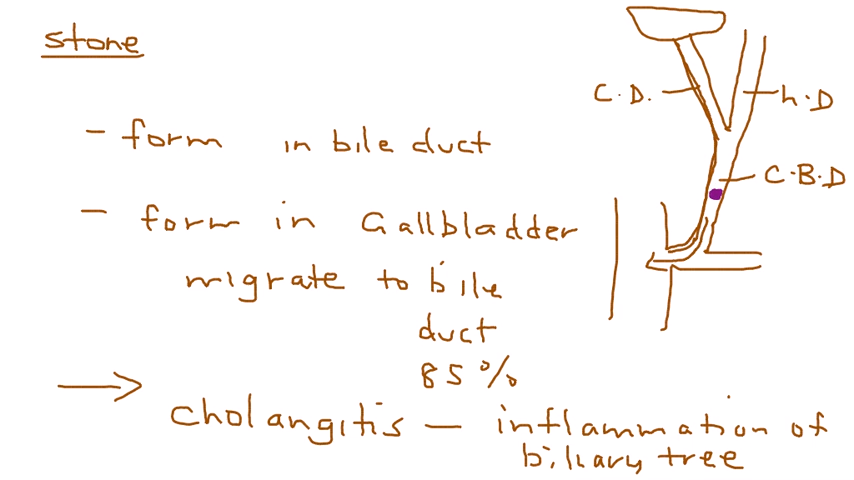 stone
C.D.
h.D
- form in bile duct
C.B.D
- form in Gallbladder
migrate to bile
duct
85%
cholangitis - inflammation of
biliary tree